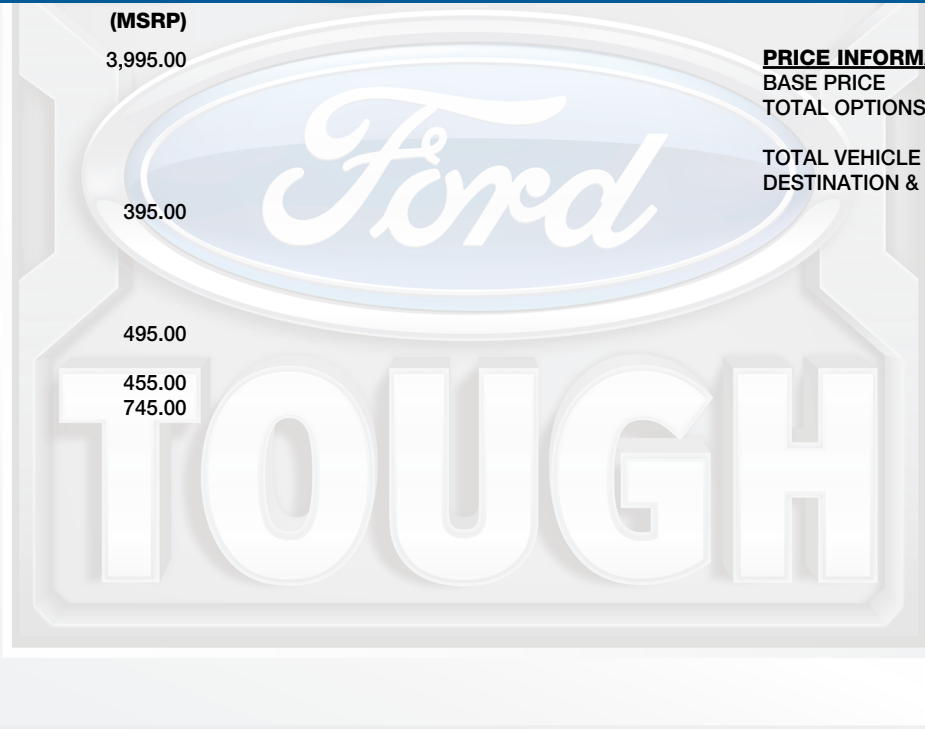 (MSRP)
3,995.00
395.00
495.00
455.00
745.00
PRICE INFORMA
BASE PRICE
TOTAL OPTIONS
TOTAL VEHICLE
DESTINATION &
Ford
TOUGH